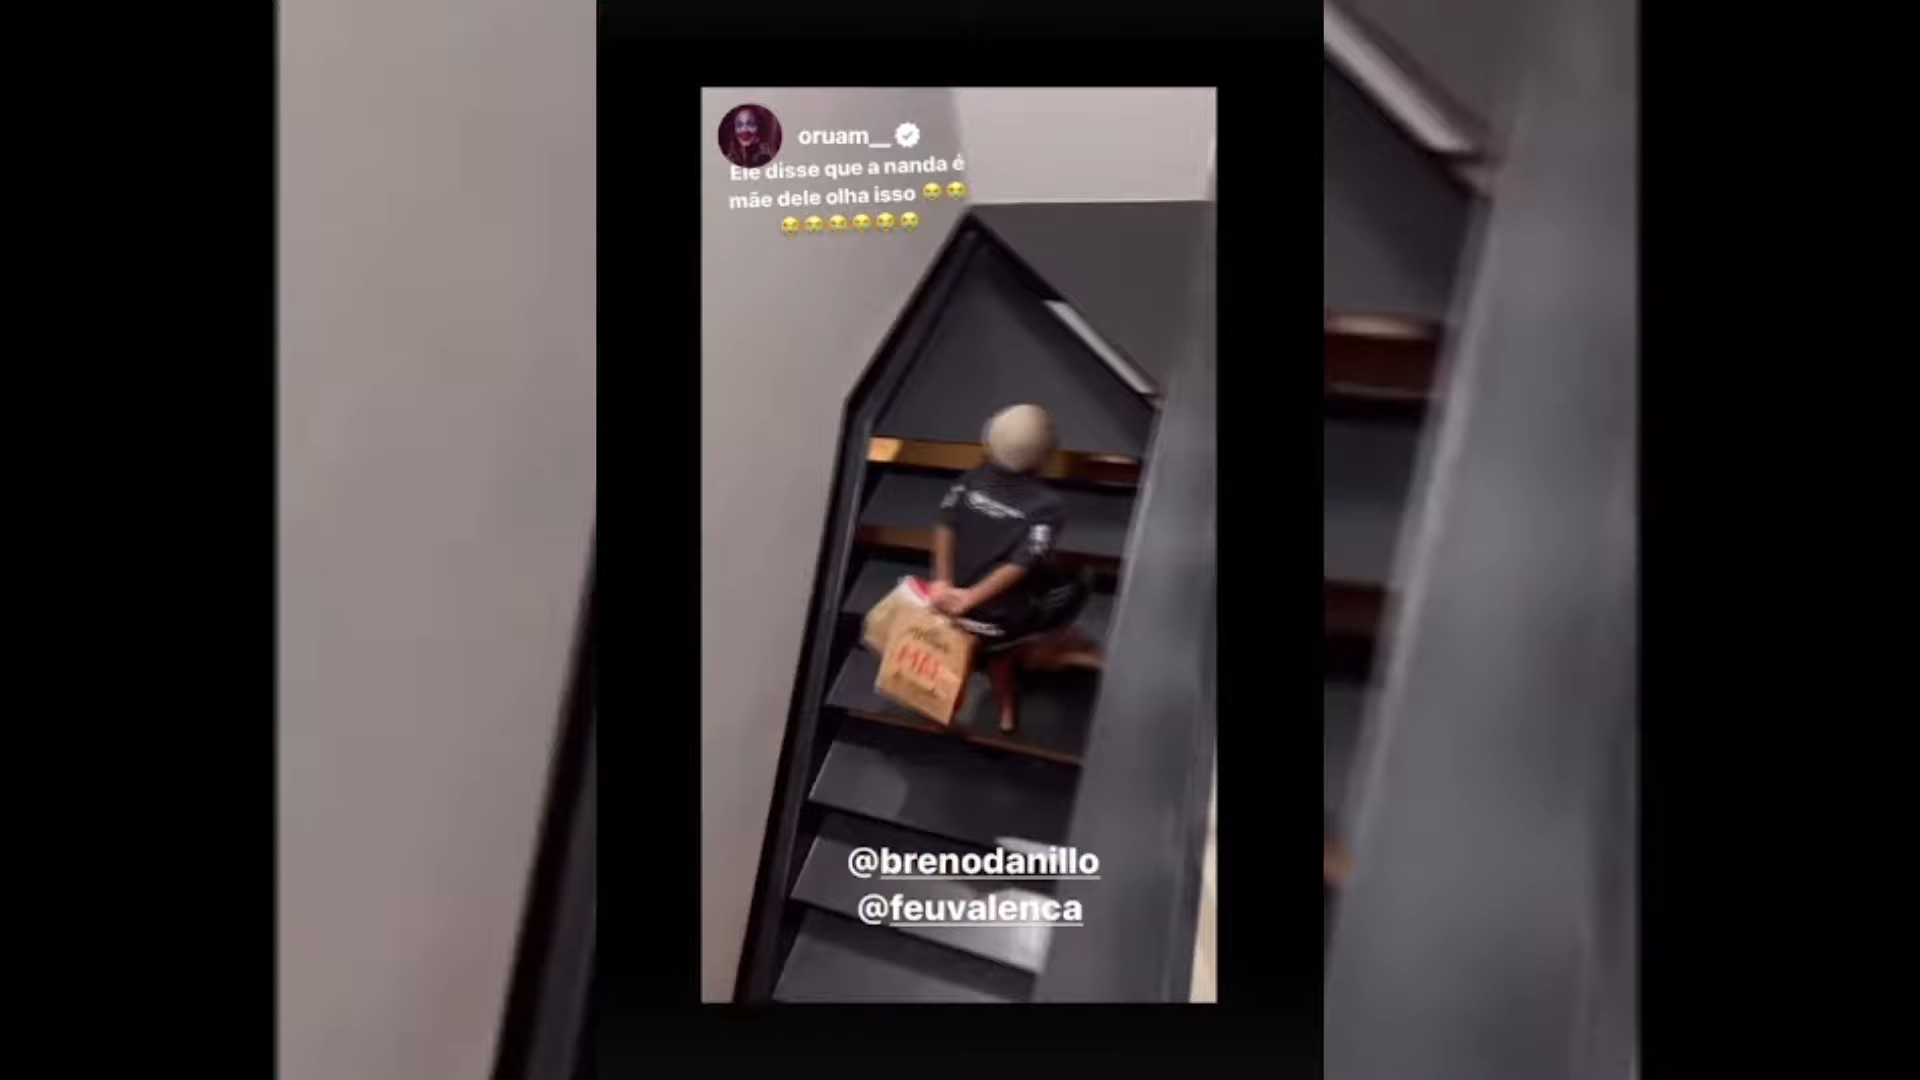 oruam__
Ele disse que a nanda é
mãe dele olha isso 😭😭
😭😭😭😭😭😭
@brenodanillo
@feuvalenca